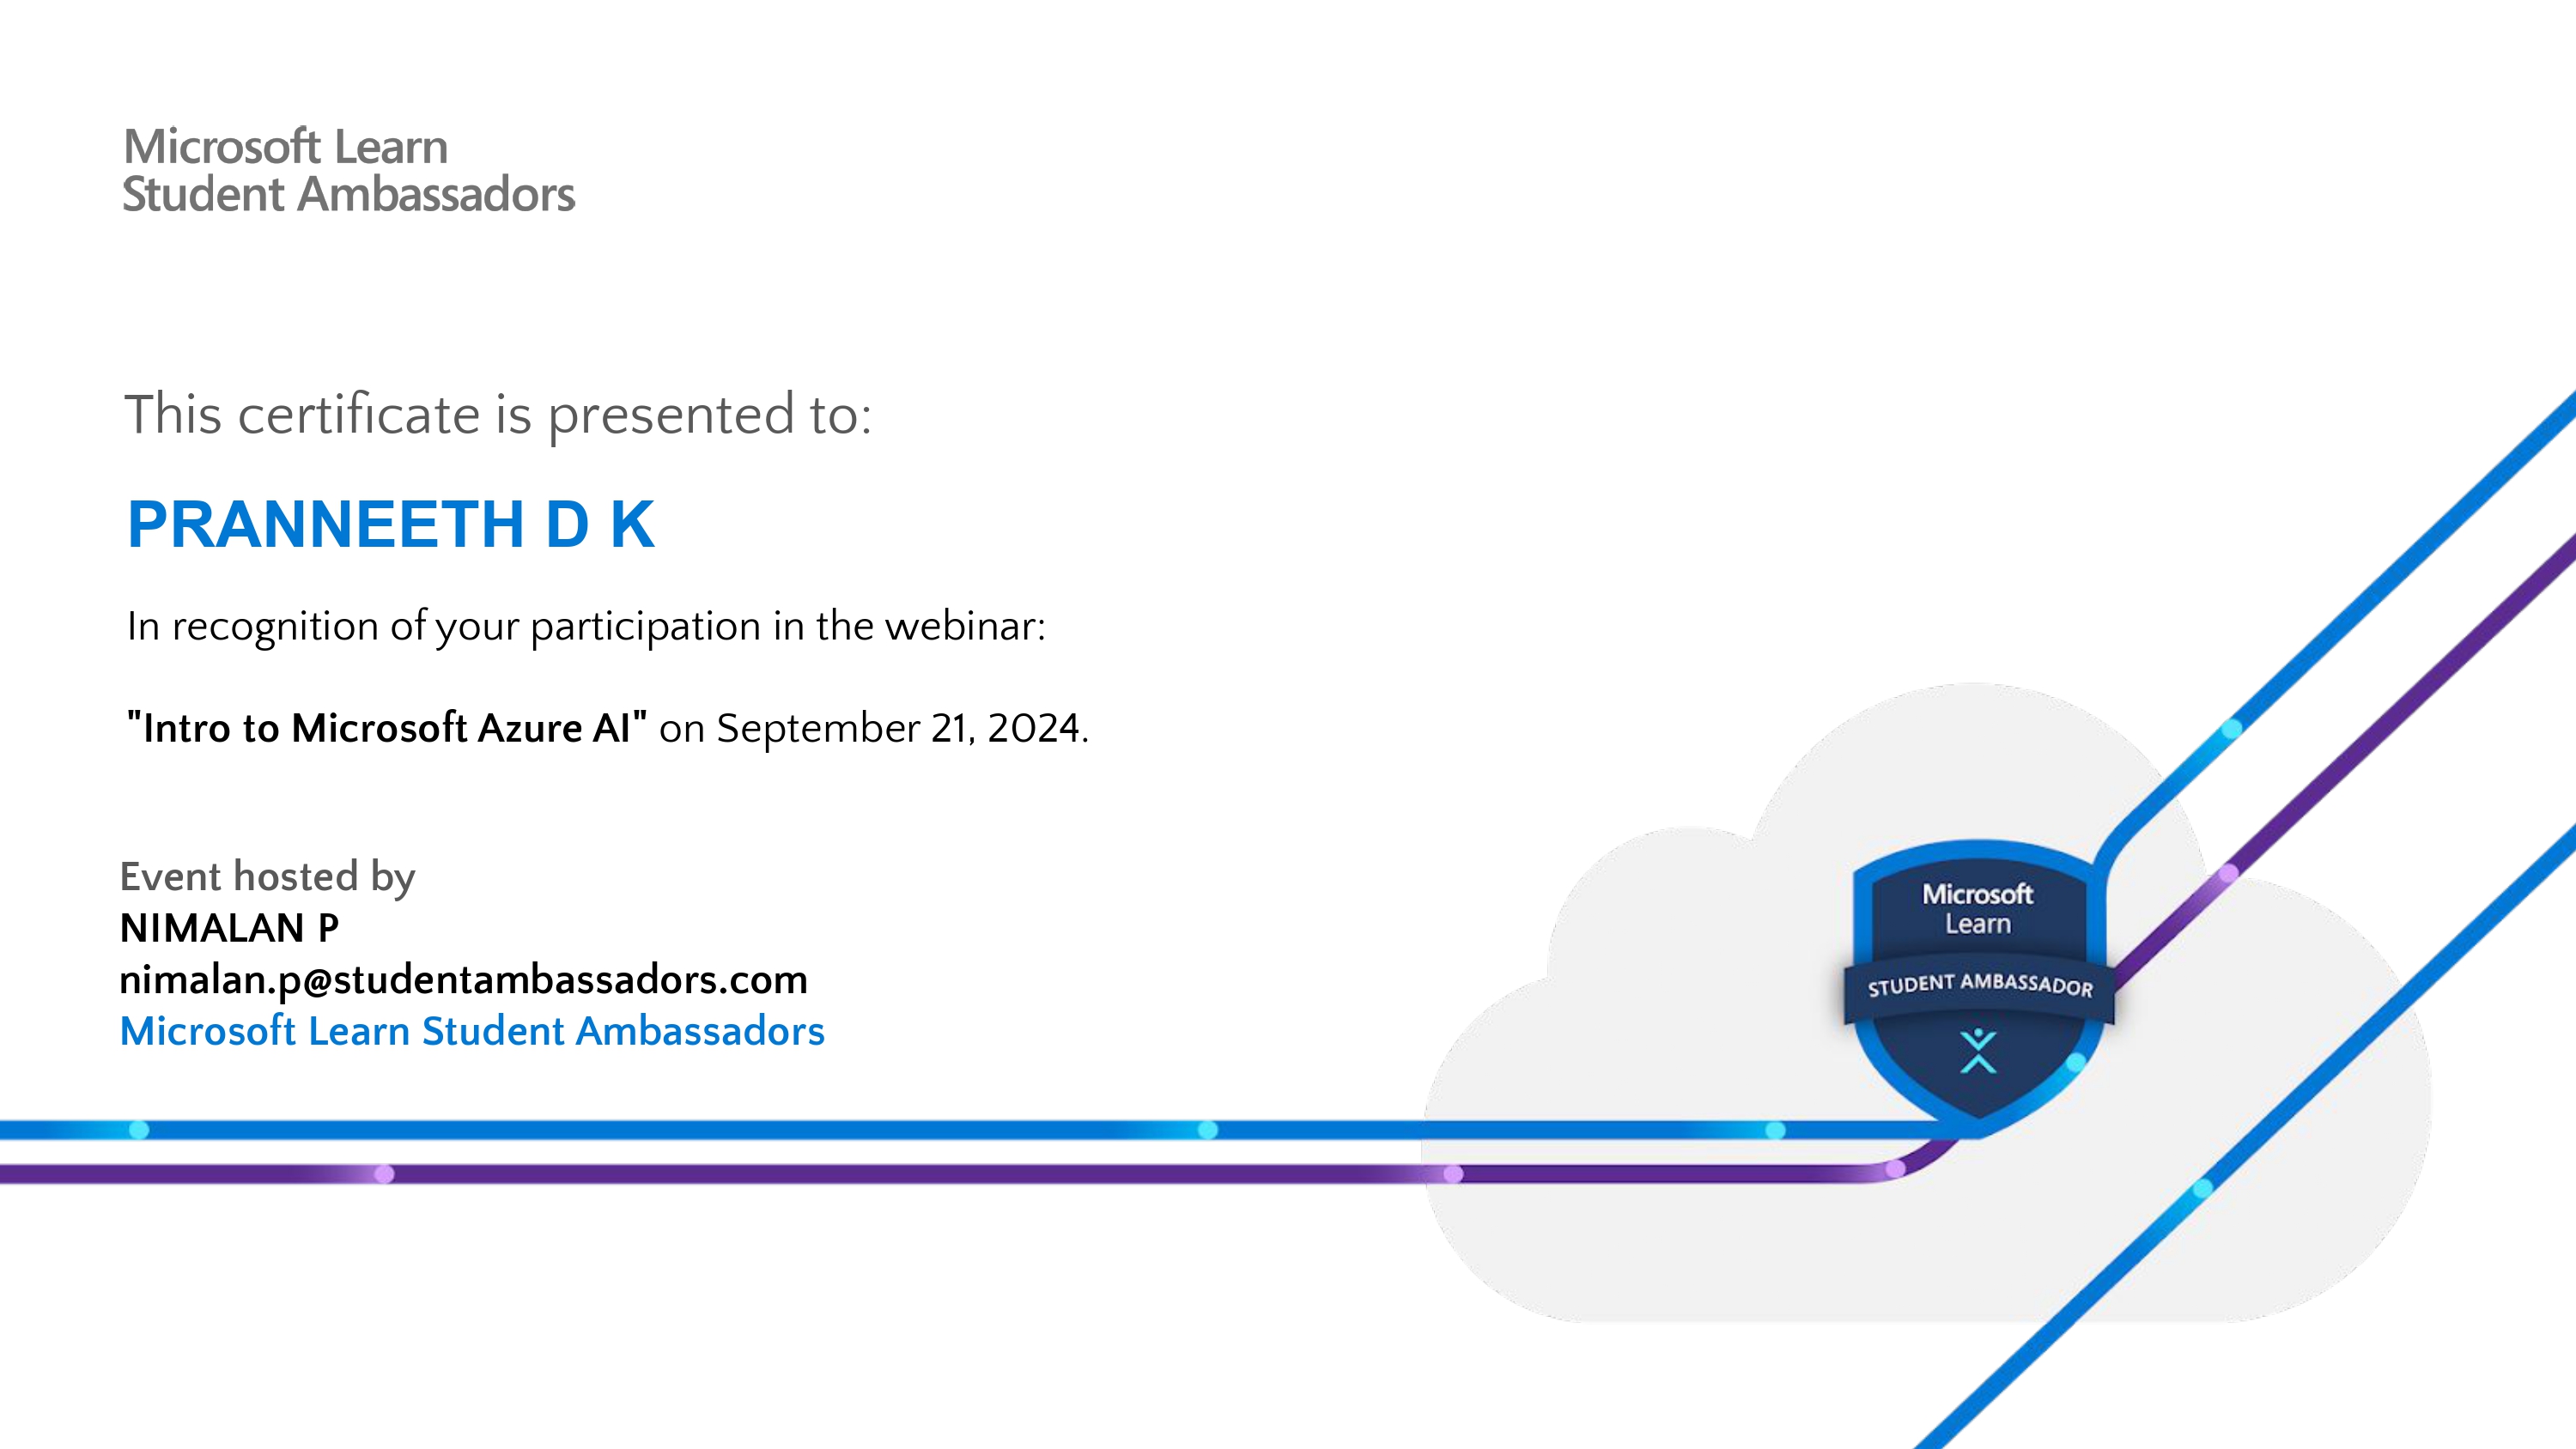 Microsoft Learn
Student Ambassadors
This certificate is presented to:
PRANNEETH D K
In recognition of your participation in the webinar:
"Intro to Microsoft Azure AI" on September 21, 2024.
Event hosted by
NIMALAN P
nimalan.p@studentambassadors.com
Microsoft Learn Student Ambassadors
Microsoft
Learn
STUDENT AMBASSADOR